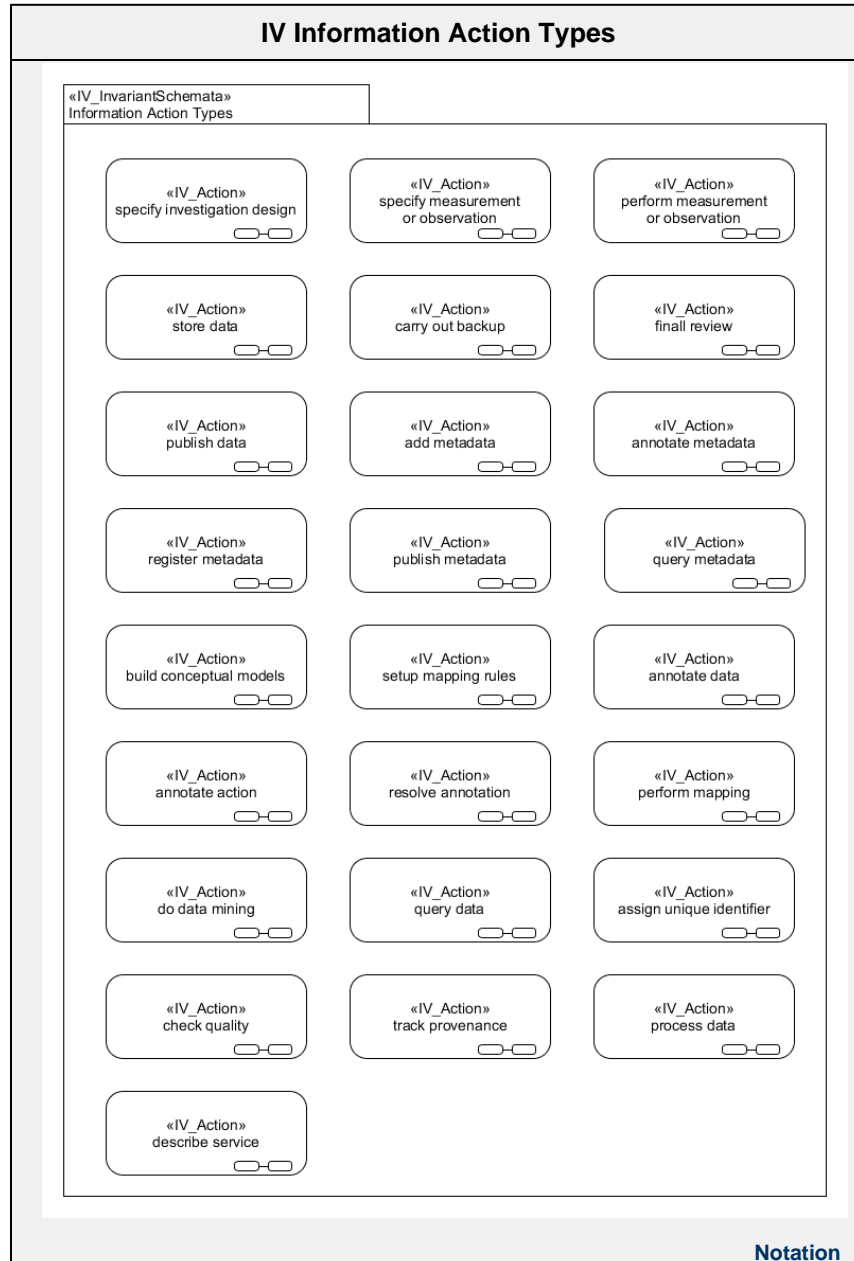 IV Information Action Types
«IV_InvariantSchemata»
Information Action Types
«IV_Action»
specify investigation design
«IV_Action»
specify measurement
or observation
«IV_Action»
perform measurement
or observation
«IV_Action»
store data
«IV_Action»
carry out backup
«IV_Action»
finall review
«IV_Action»
publish data
«IV_Action»
add metadata
«IV_Action»
annotate metadata
«IV_Action»
register metadata
«IV_Action»
publish metadata
«IV_Action»
query metadata
«IV_Action»
build conceptual models
«IV_Action»
setup mapping rules
«IV_Action»
annotate data
«IV_Action»
annotate action
«IV_Action»
resolve annotation
«IV_Action»
perform mapping
«IV_Action»
do data mining
«IV_Action»
query data
«IV_Action»
assign unique identifier
«IV_Action»
check quality
«IV_Action»
track provenance
«IV_Action»
process data
«IV_Action»
describe service
Notation